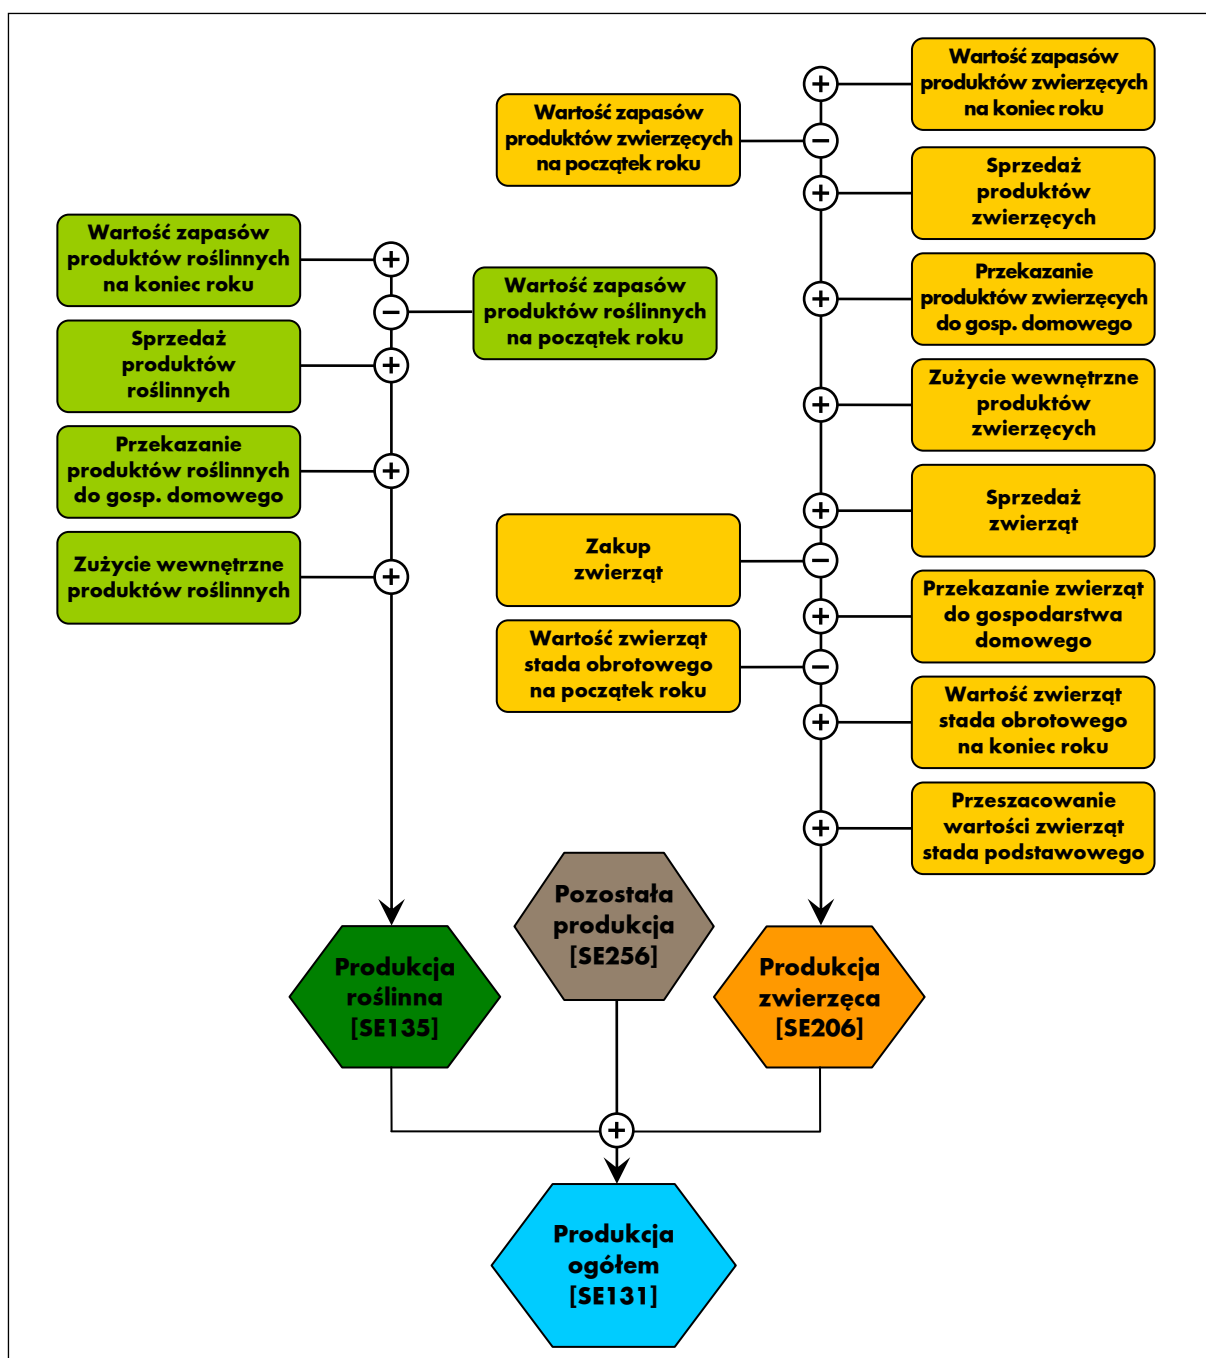 Wartość zapasów
produktów zwierzęcych
na koniec roku
Wartość zapasów
produktów zwierzęcych
na początek roku
Sprzedaż
produktów
zwierzęcych
Wartość zapasów
produktów roślinnych
na koniec roku
Wartość zapasów
produktów roślinnych
na początek roku
Przekazanie
produktów zwierzęcych
do gosp. domowego
Sprzedaż
produktów
roślinnych
Zużycie wewnętrzne
produktów
zwierzęcych
Przekazanie
produktów roślinnych
do gosp. domowego
Sprzedaż
zwierząt
Zużycie wewnętrzne
produktów roślinnych
Zakup
zwierząt
Przekazanie zwierząt
do gospodarstwa
domowego
Wartość zwierząt
stada obrotowego
na początek roku
Wartość zwierząt
stada obrotowego
na koniec roku
Przeszacowanie
wartości zwierząt
stada podstawowego
Pozostała
produkcja
[SE256]
Produkcja
roślinna
[SE135]
Produkcja
zwierzęca
[SE206]
Produkcja
ogółem
[SE131]